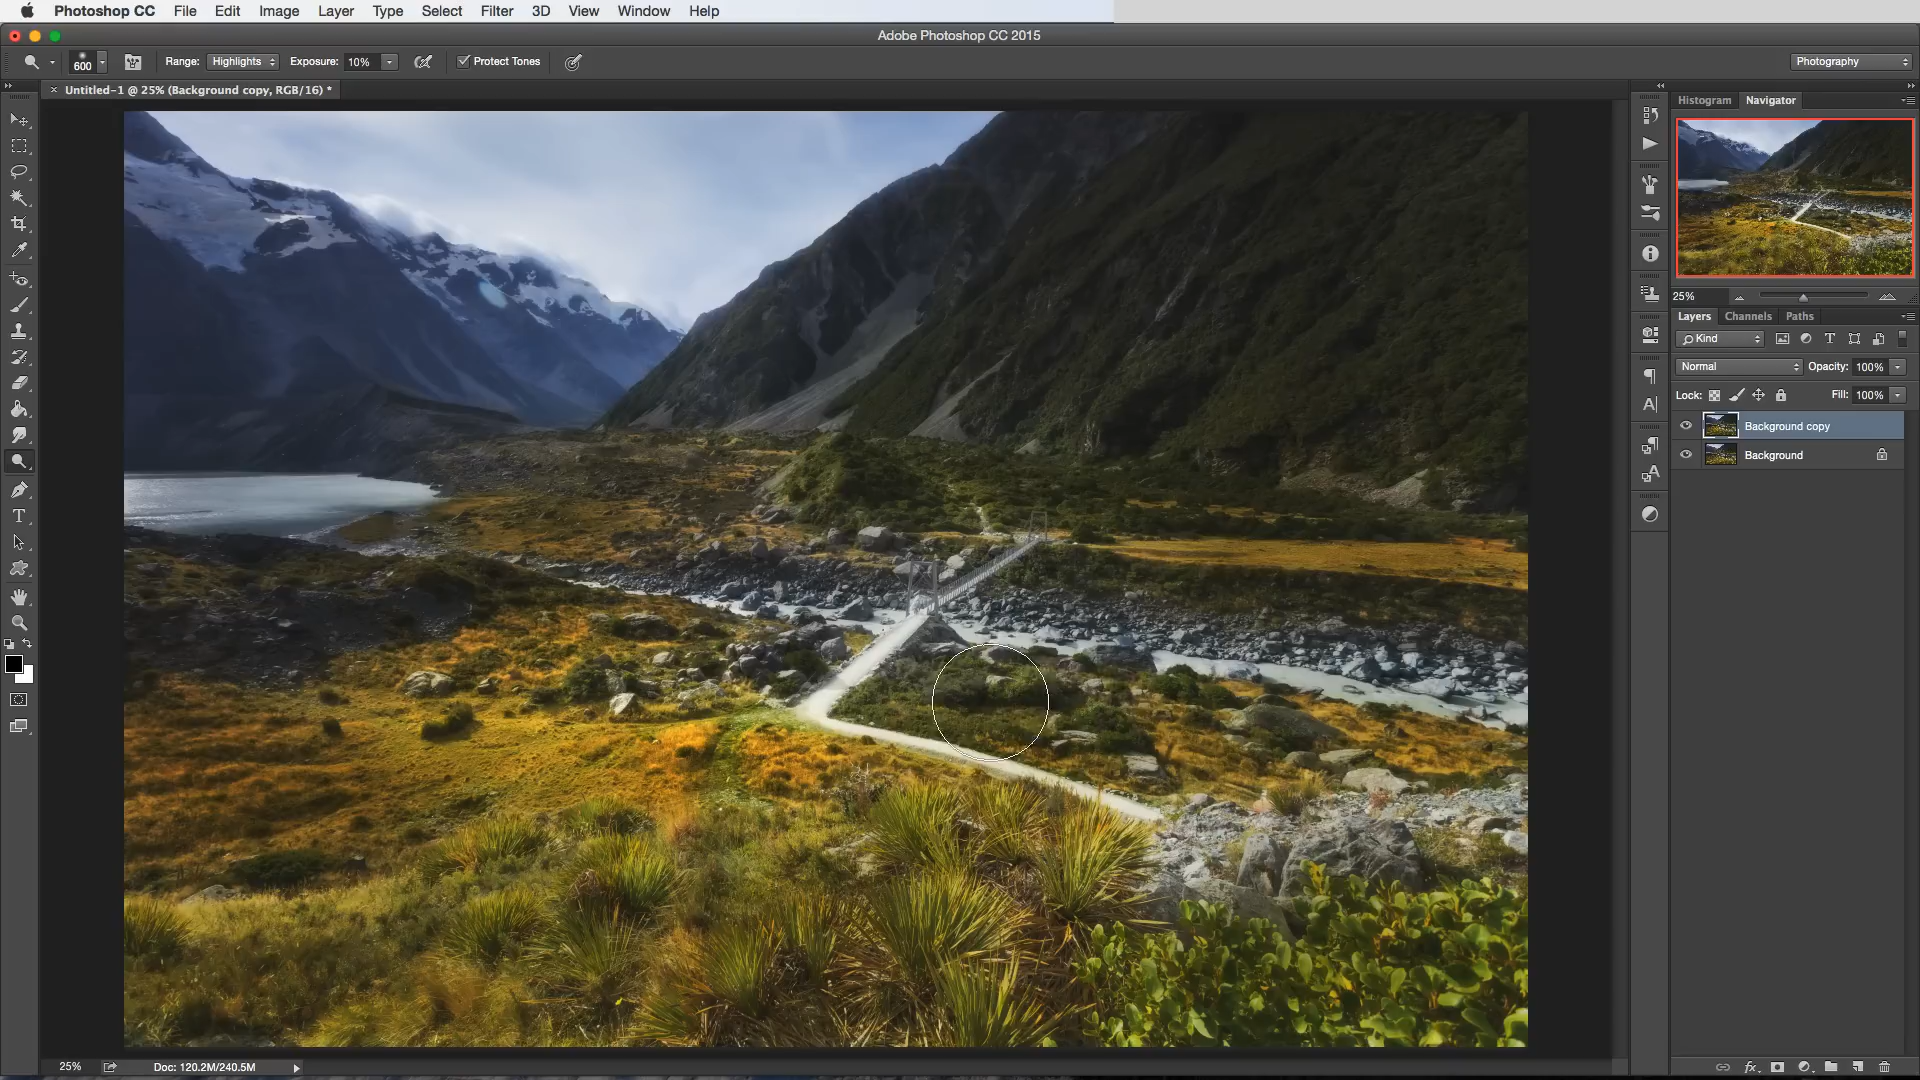 Photoshop CC File Edit Image Layer Type Select Filter 3D View Window Help
Adobe Photoshop CC 2015
600 Range: Highlights Exposure: 10% Protect Tones Photography
Untitled-1 @ 25% (Background copy, RGB/16) *
Histogram Navigator
25%
Layers Channels Paths
Kind
Normal Opacity: 100%
Lock: Fill: 100%
Background copy
Background
25% Doc: 120.2M/240.5M